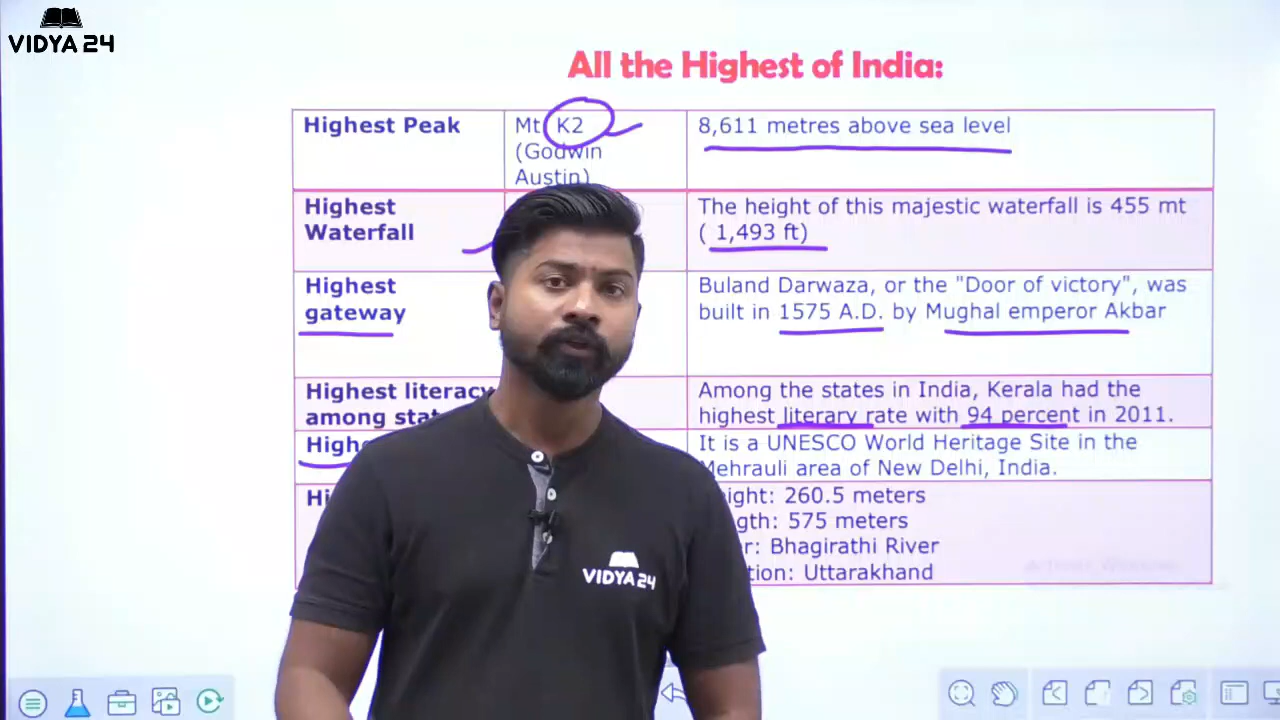 VIDYA 24
All the Highest of India:
Highest Peak
Mt K2
(Godwin
Austin)
8,611 metres above sea level
Highest
Waterfall
The height of this majestic waterfall is 455 mt
( 1,493 ft)
Highest
gateway
Buland Darwaza, or the "Door of victory", was
built in 1575 A.D. by Mughal emperor Akbar
Highest literacy
among
Among the states in India, Kerala had the
highest literary rate with 94 percent in 2011.
It is a UNESCO World Heritage Site in the
Mehrauli area of New Delhi, India.
260.5 meters
575 meters
Bhagirathi River
Uttarakhand
VIDYA 24